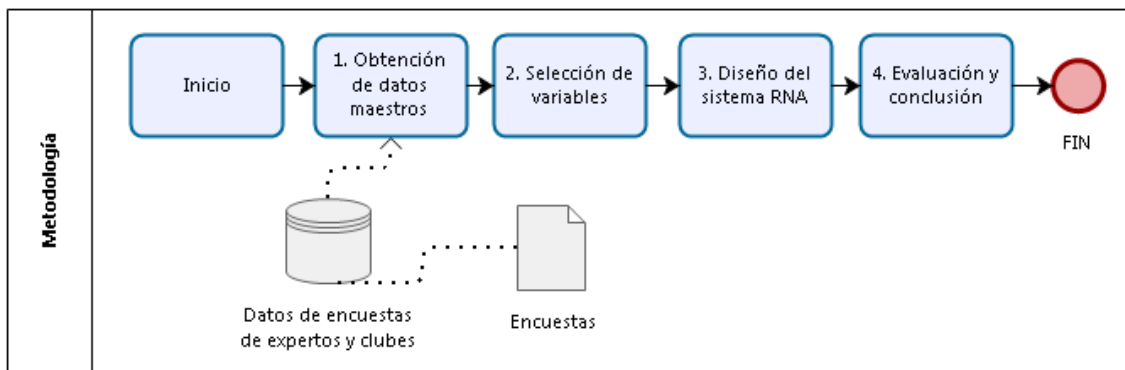 Metodología
Inicio
1. Obtención
de datos
maestros
2. Selección de
variables
3. Diseño del
sistema RNA
4. Evaluación y
conclusión
FIN
Datos de encuestas
de expertos y clubes
Encuestas